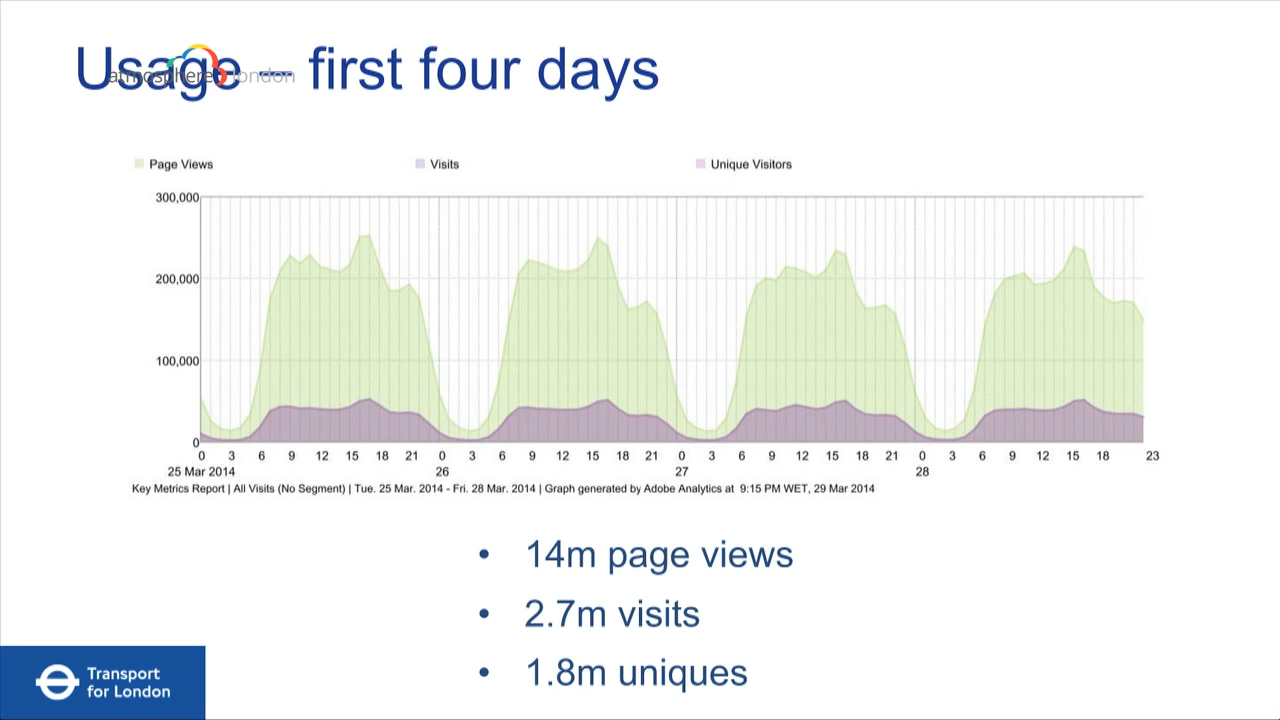 Usage – first four days
atmosphere london
Page Views
Visits
Unique Visitors
300,000
200,000
100,000
0
0 3 6 9 12 15 18 21 0 3 6 9 12 15 18 21 0 3 6 9 12 15 18 21 0 3 6 9 12 15 18 23
25 Mar 2014 26 27 28
Key Metrics Report | All Visits (No Segment) | Tue. 25 Mar. 2014 - Fri. 28 Mar. 2014 | Graph generated by Adobe Analytics at 9:15 PM WET, 29 Mar 2014
• 14m page views
• 2.7m visits
• 1.8m uniques
Transport
for London